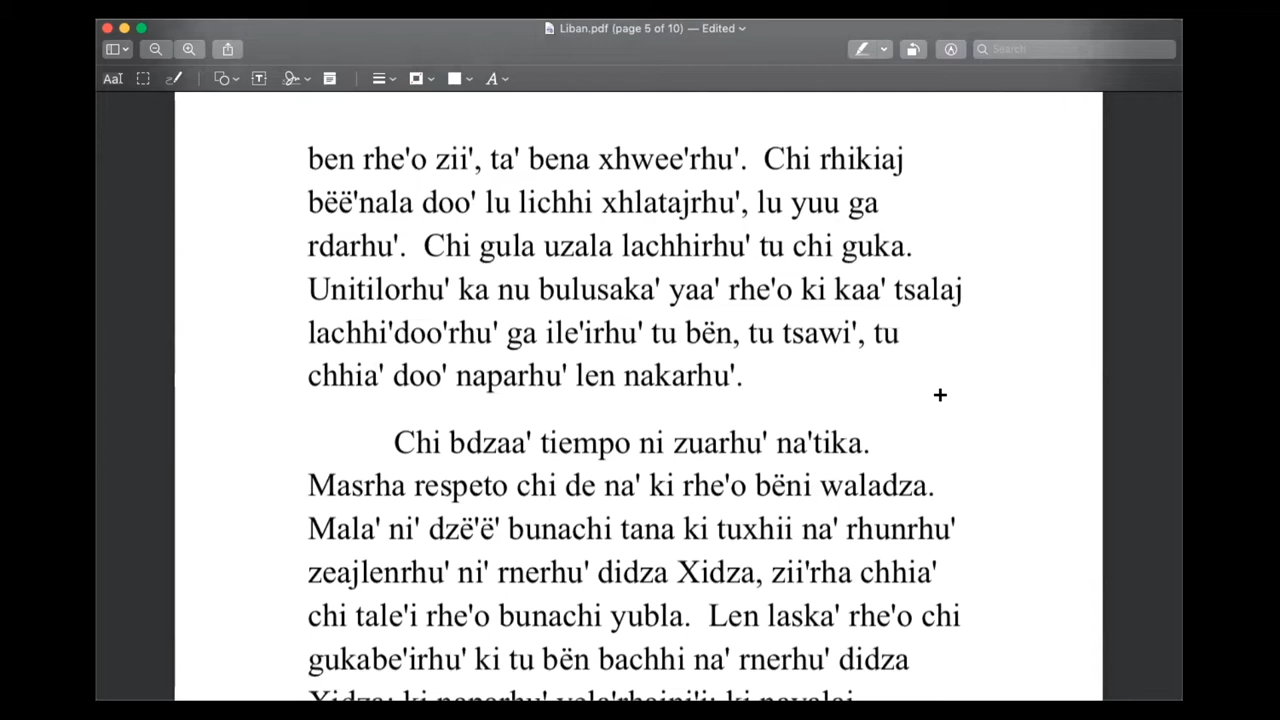 Liban.pdf (page 5 of 10) — Edited
Search
AaI
T
A
ben rhe'o zii', ta' bena xhwee'rhu'.  Chi rhikiaj
bëë'nala doo' lu lichhi xhlatajrhu', lu yuu ga
rdarhu'.  Chi gula uzala lachhirhu' tu chi guka.
Unitilorhu' ka nu bulusaka' yaa' rhe'o ki kaa' tsalaj
lachhi'doo'rhu' ga ile'irhu' tu bën, tu tsawi', tu
chhia' doo' naparhu' len nakarhu'.
Chi bdzaa' tiempo ni zuarhu' na'tika.
Masrha respeto chi de na' ki rhe'o bëni waladza.
Mala' ni' dzë'ë' bunachi tana ki tuxhii na' rhunrhu'
zeajlenrhu' ni' rnerhu' didza Xidza, zii'rha chhia'
chi tale'i rhe'o bunachi yubla.  Len laska' rhe'o chi
gukabe'irhu' ki tu bën bachhi na' rnerhu' didza